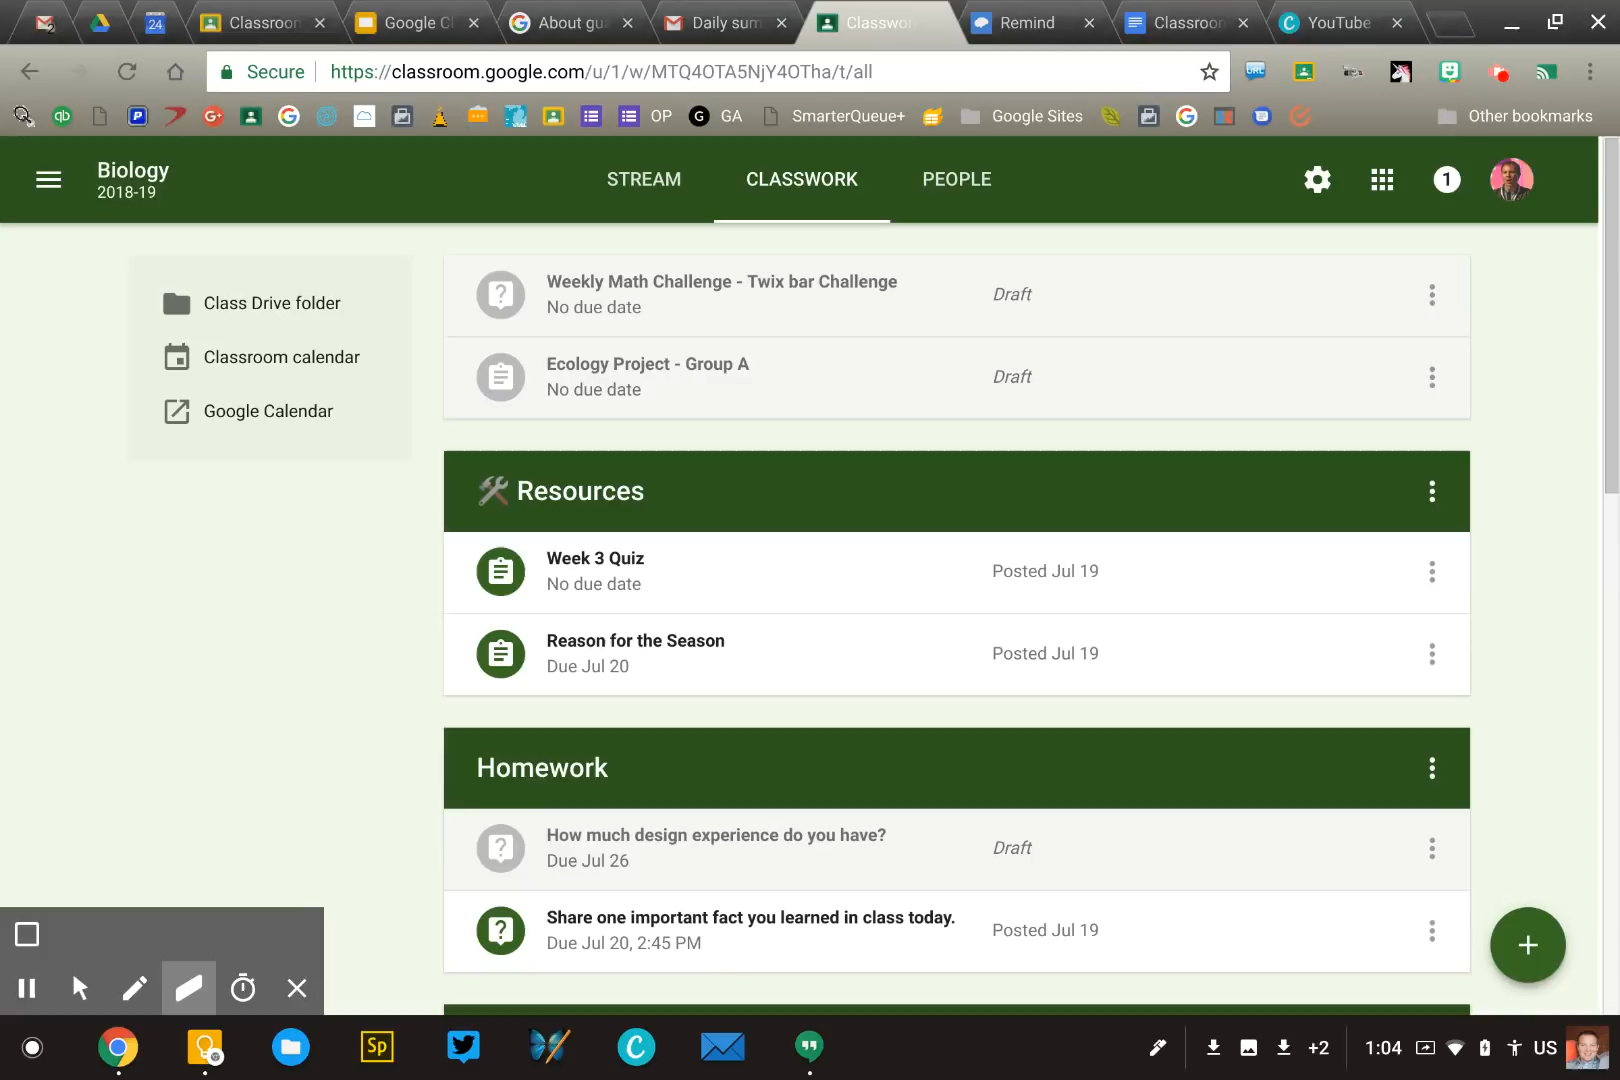 Classroom
Google Cl
About gu
Daily sum
Classwo
Remind
Classroom
YouTube
24
Secure
https://classroom.google.com/u/1/w/MTQ4OTA5NjY4OTha/t/all
URL
qb
P
G+
OP
G
GA
SmarterQueue+
Google Sites
Other bookmarks
Biology
2018-19
STREAM
CLASSWORK
PEOPLE
1
Class Drive folder
Classroom calendar
Google Calendar
Weekly Math Challenge - Twix bar Challenge
No due date
Draft
Ecology Project - Group A
No due date
Draft
Resources
Week 3 Quiz
No due date
Posted Jul 19
Reason for the Season
Due Jul 20
Posted Jul 19
Homework
How much design experience do you have?
Due Jul 26
Draft
Share one important fact you learned in class today.
Due Jul 20, 2:45 PM
Posted Jul 19
Sp
+2
1:04
US